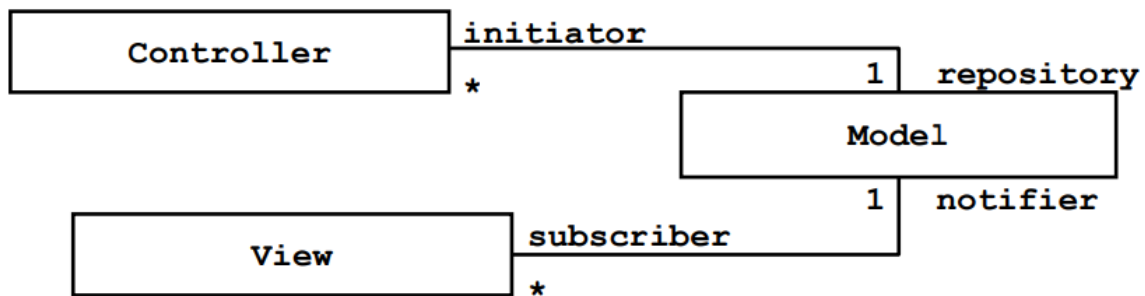 Controller
initiator
*
1 repository
Model
1 notifier
View
subscriber
*